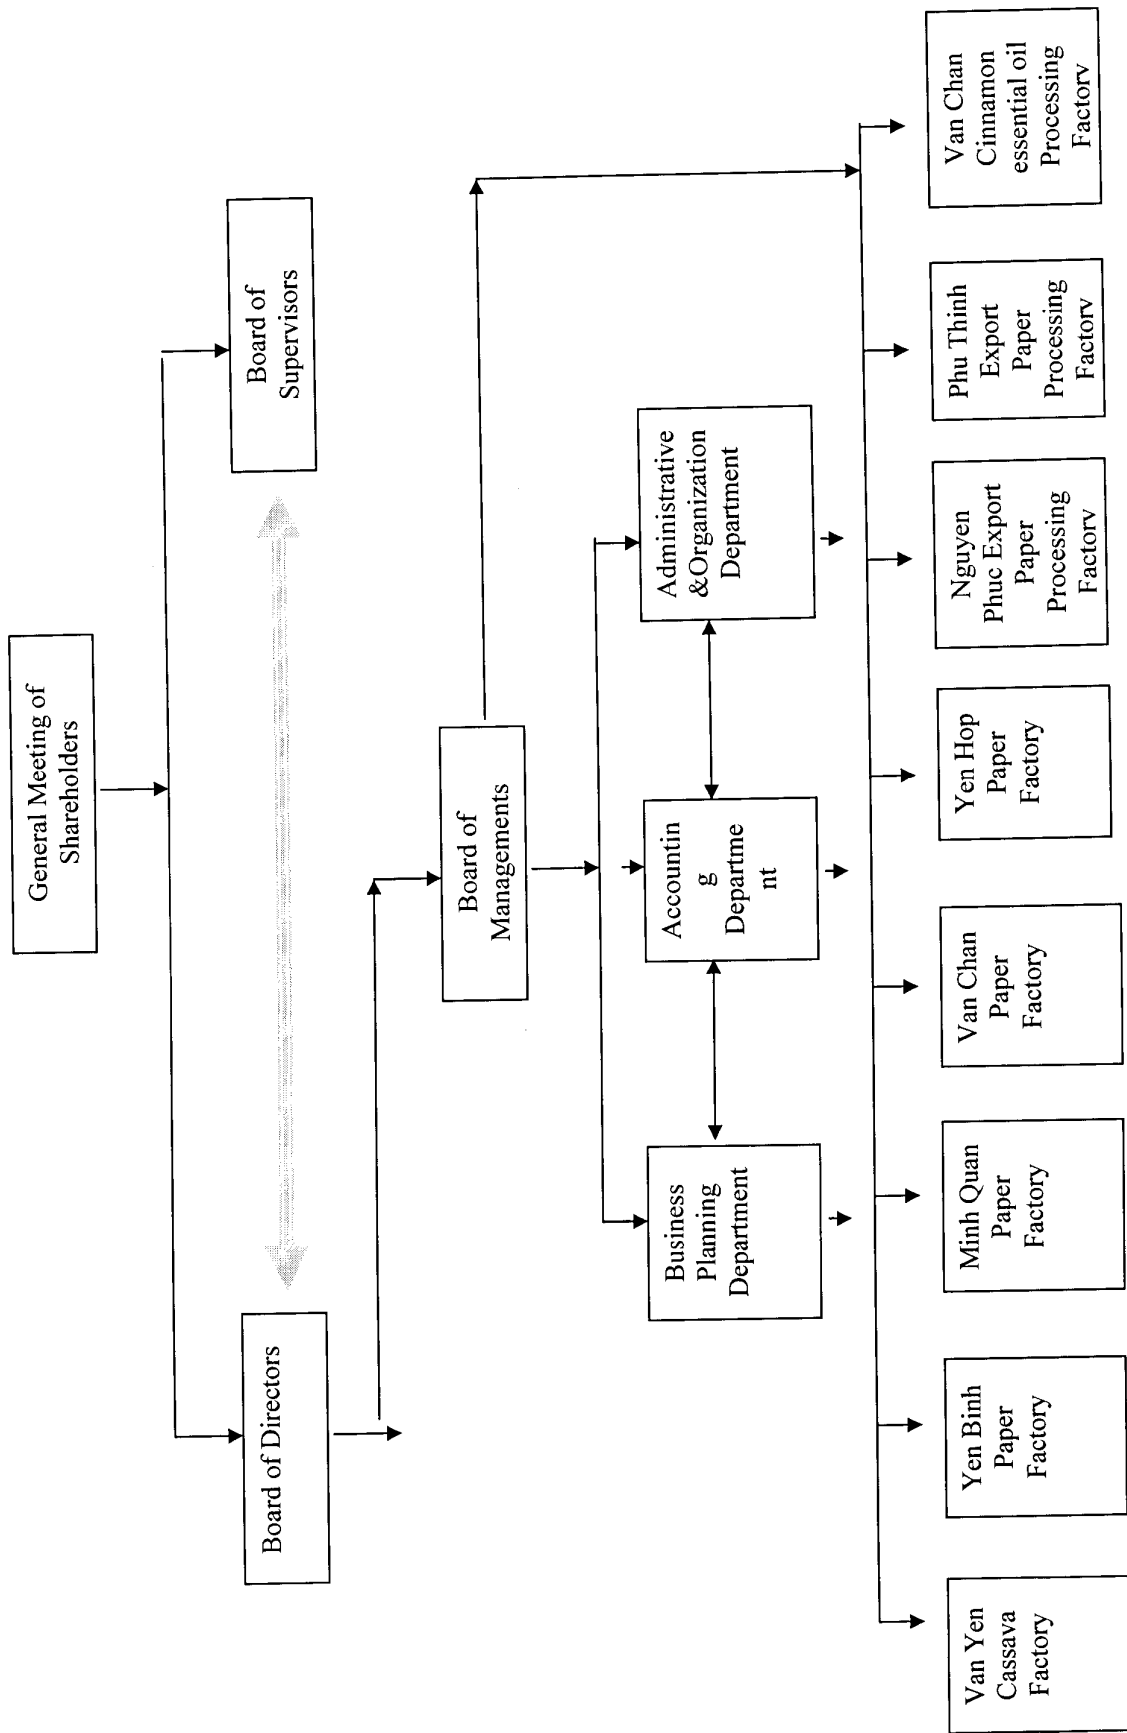 General Meeting of
Shareholders
Board of Directors
Board of
Supervisors
Board of
Managements
Business
Planning
Department
Accountin
g
Departme
nt
Administrative
&Organization
Department
Van Yen
Cassava
Factory
Yen Binh
Paper
Factory
Minh Quan
Paper
Factory
Van Chan
Paper
Factory
Yen Hop
Paper
Factory
Nguyen
Phuc Export
Paper
Processing
Factory
Phu Thinh
Export
Paper
Processing
Factory
Van Chan
Cinnamon
essential oil
Processing
Factory